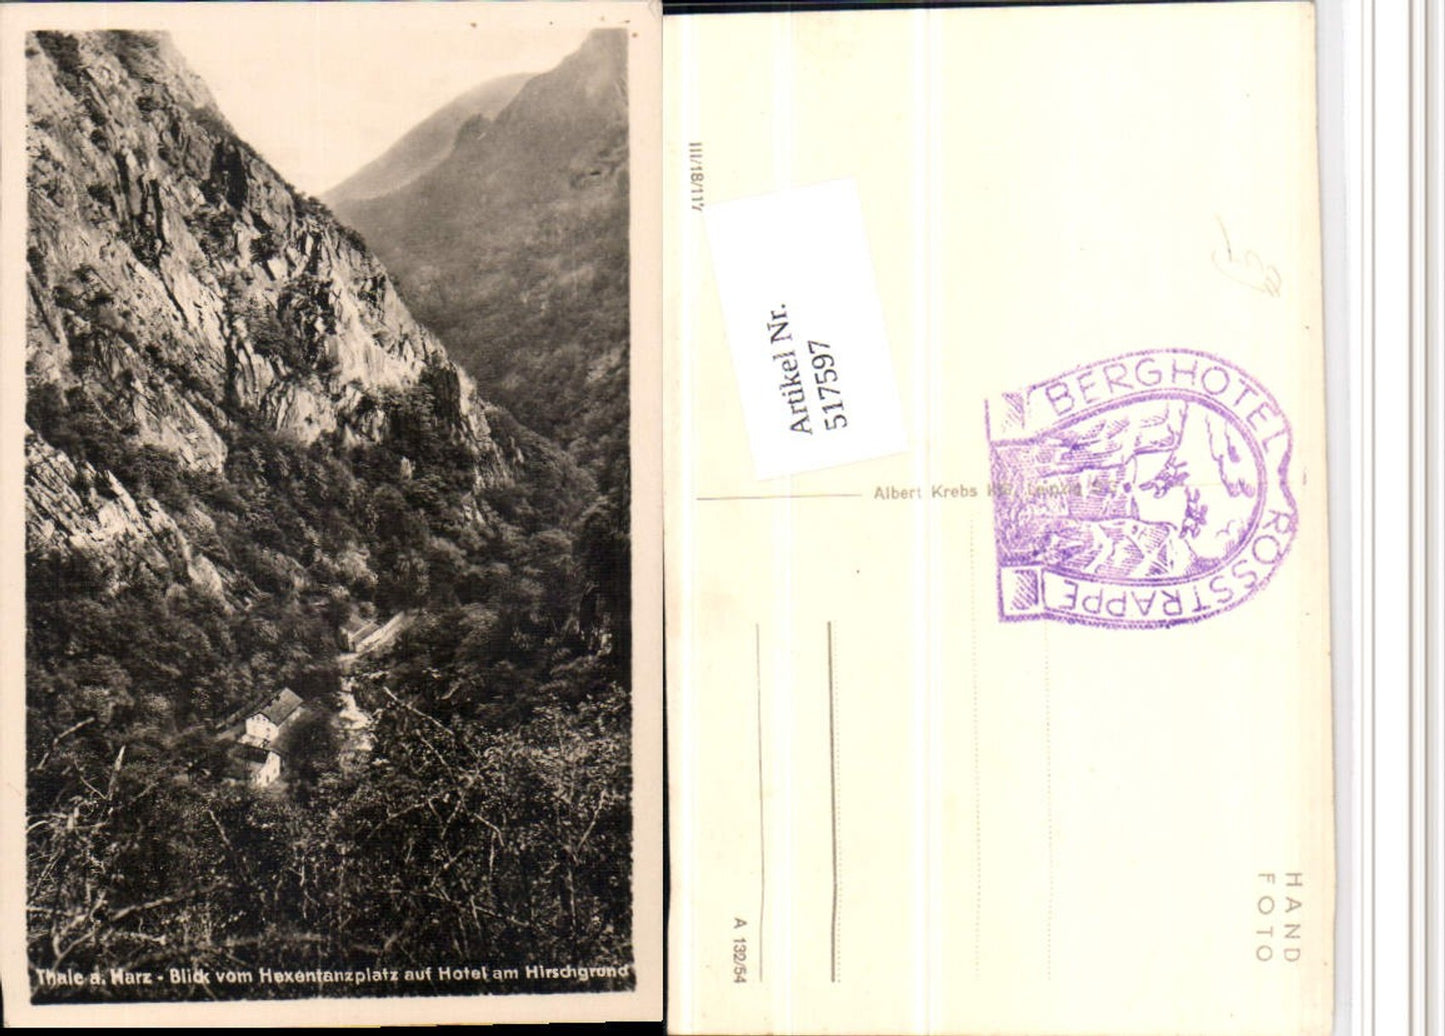 Thale a. Harz - Blick vom Hexentanzplatz auf Hotel am Hirschgrund
III/18/117
Artikel Nr.
517597
Albert Krebs
BERGHOTEL ROSSTRAPPE
A 132/54
HAND
FOTO